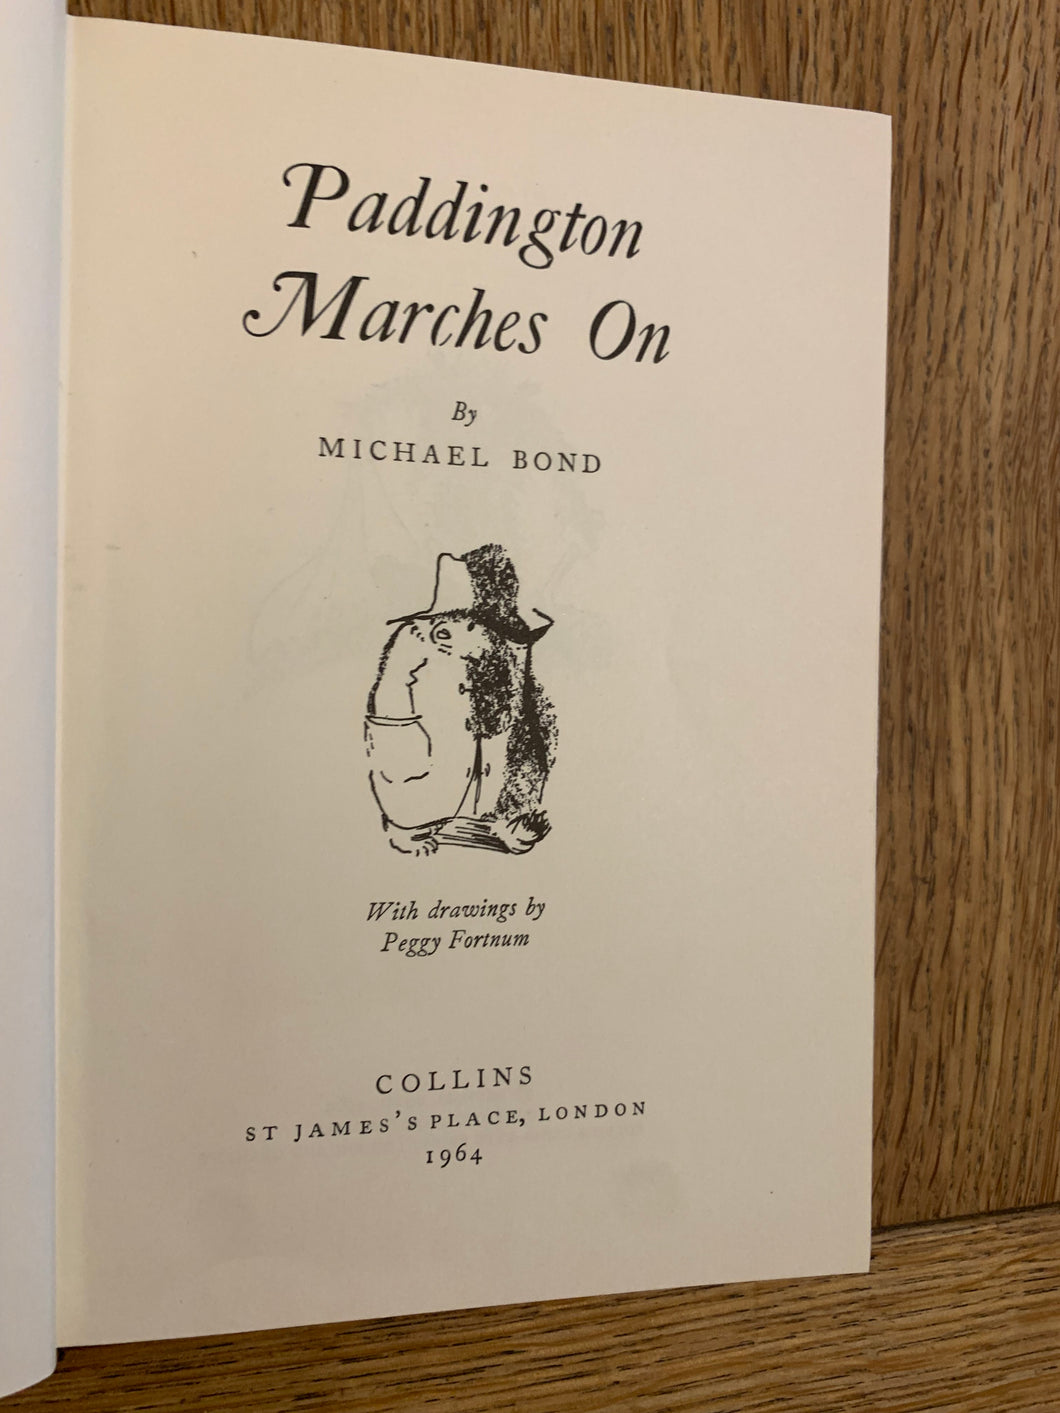 Paddington
Marches On
By
MICHAEL BOND
With drawings by
Peggy Fortnum
COLLINS
ST JAMES'S PLACE, LONDON
1964